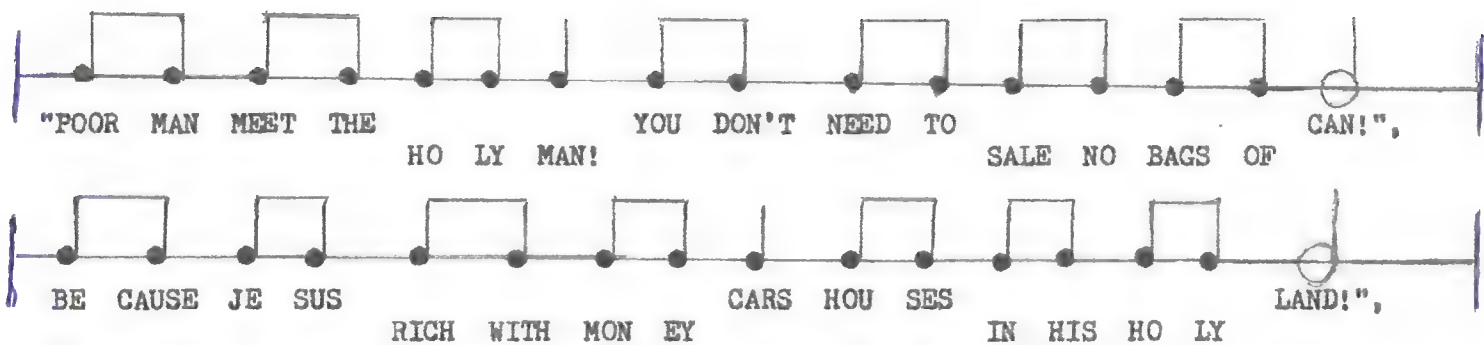 "POOR MAN MEET THE YOU DON'T NEED TO CAN!",
HO LY MAN! SALE NO BAGS OF
BE CAUSE JE SUS CARS HOU SES LAND!",
RICH WITH MON EY IN HIS HO LY